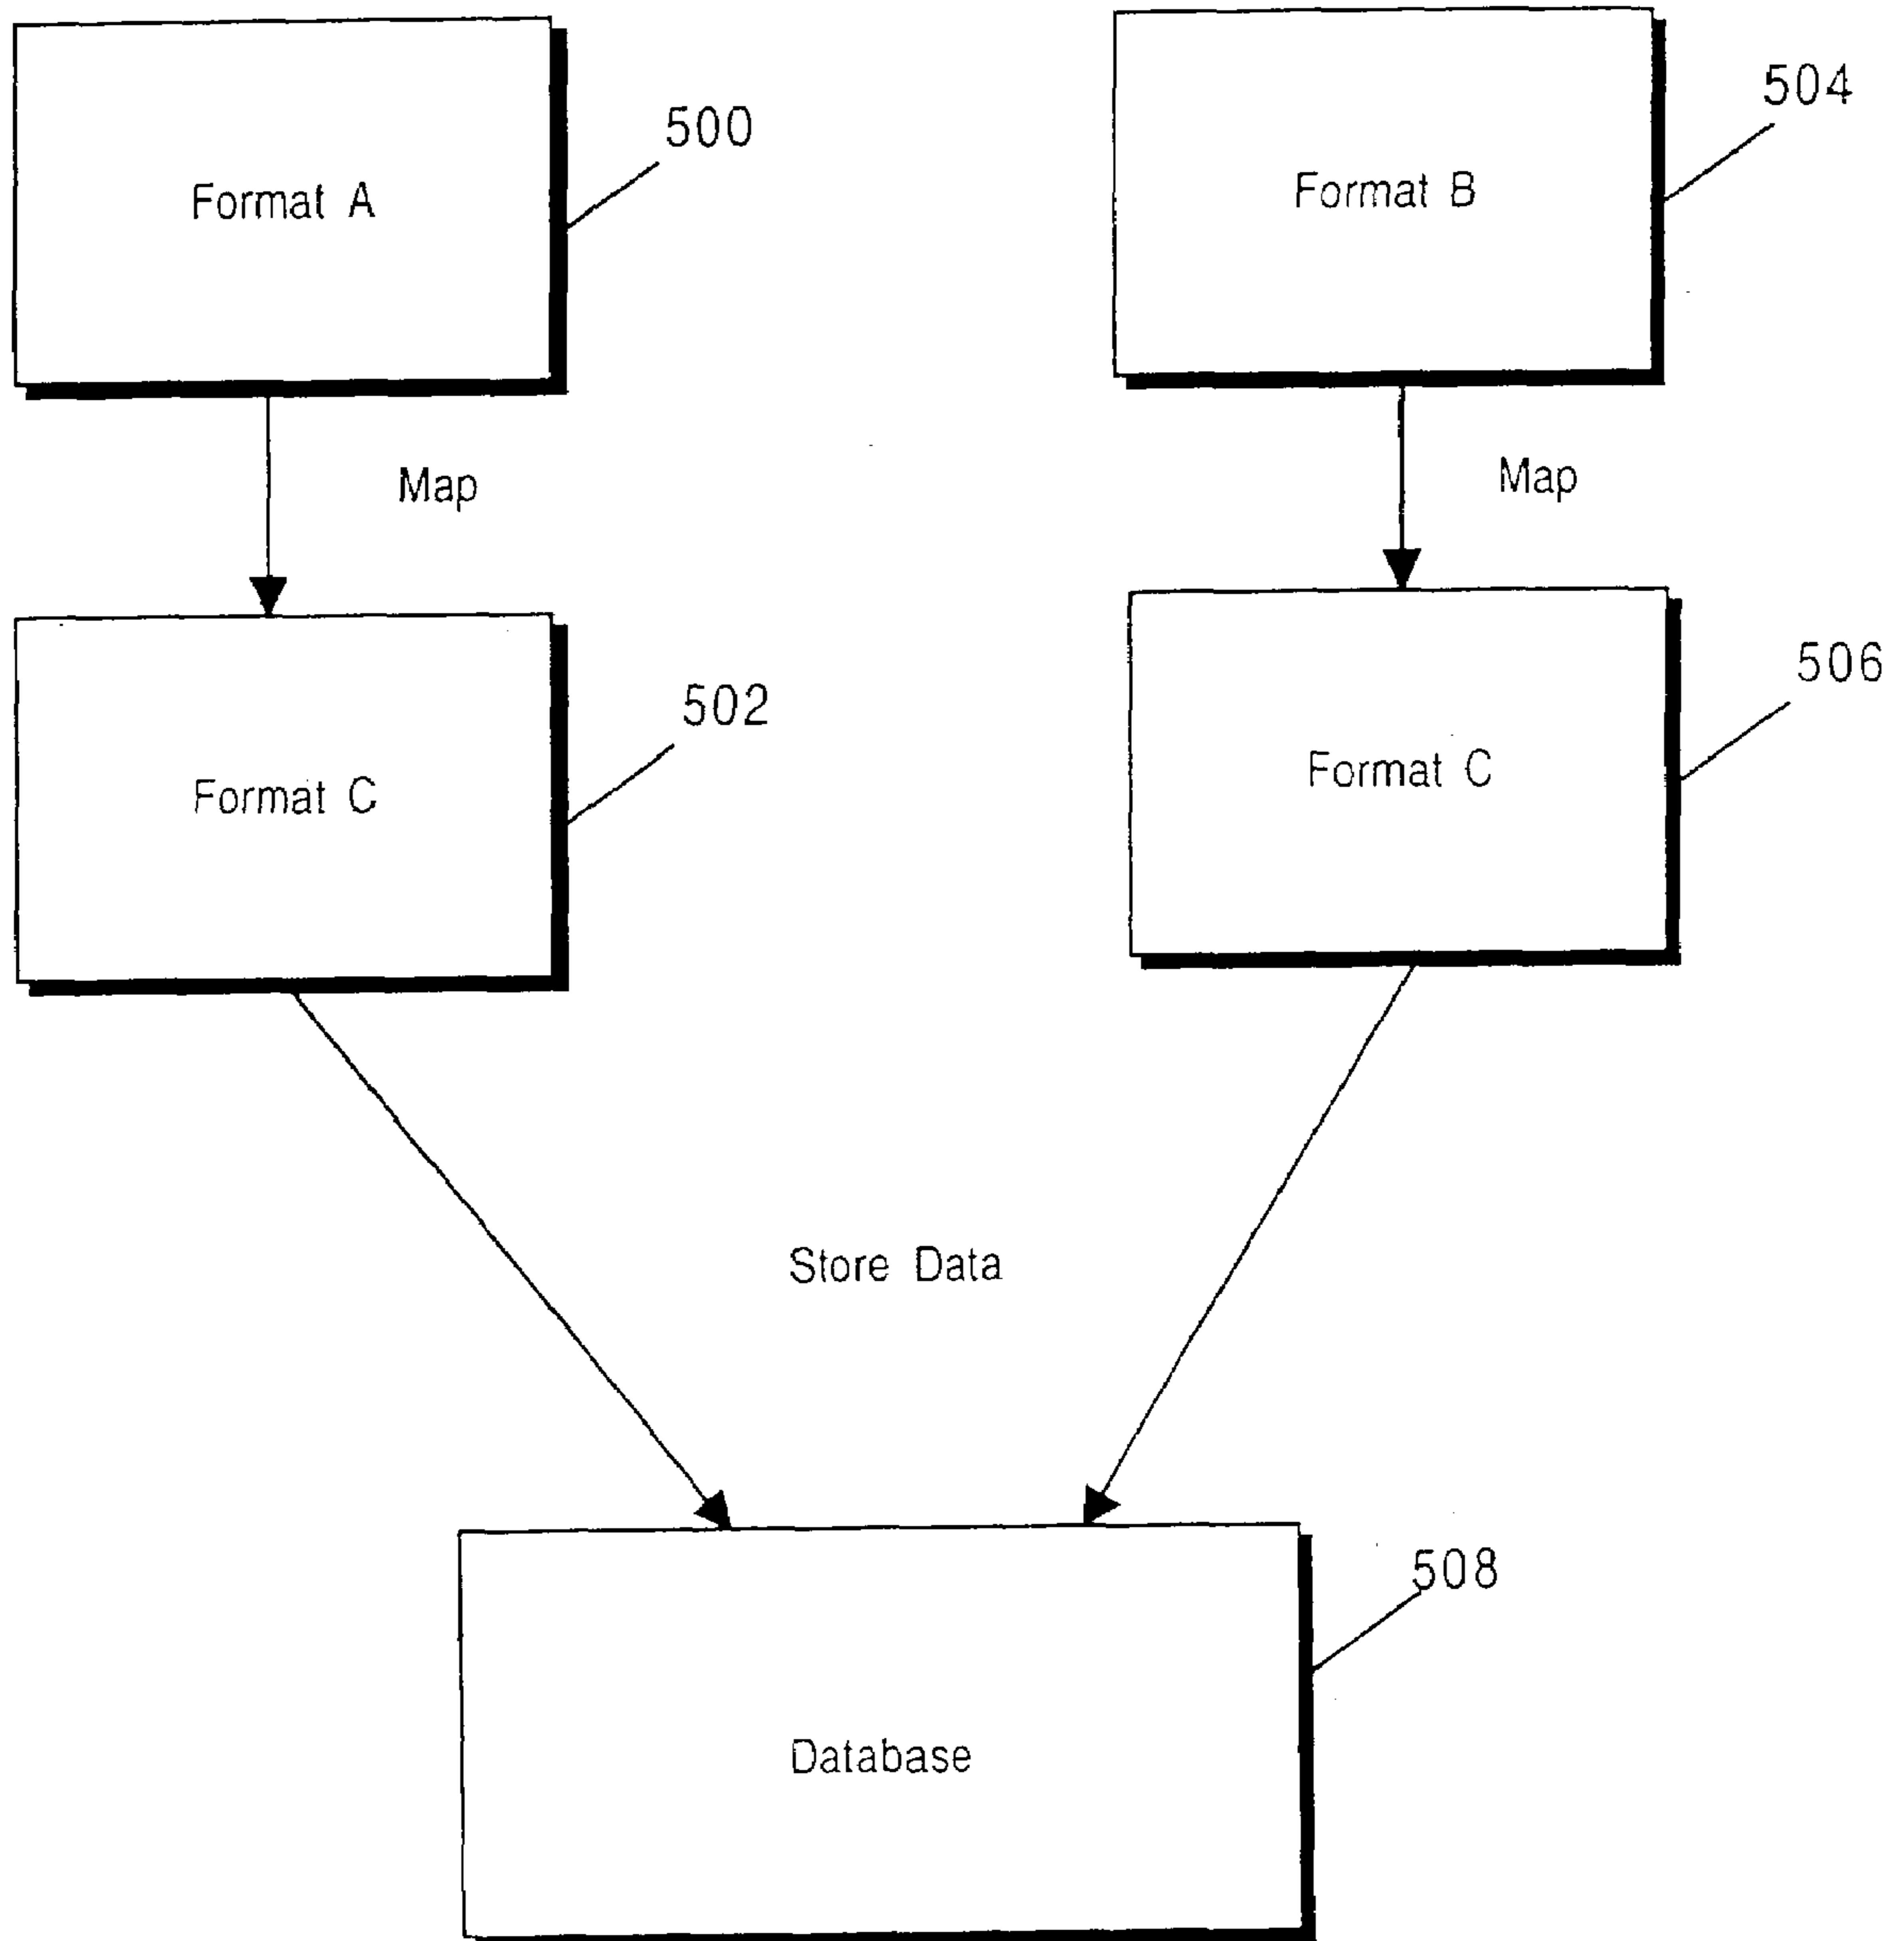 500
504
Format A
Format B
Map
Map
502
506
Format C
Format C
Store Data
508
Database